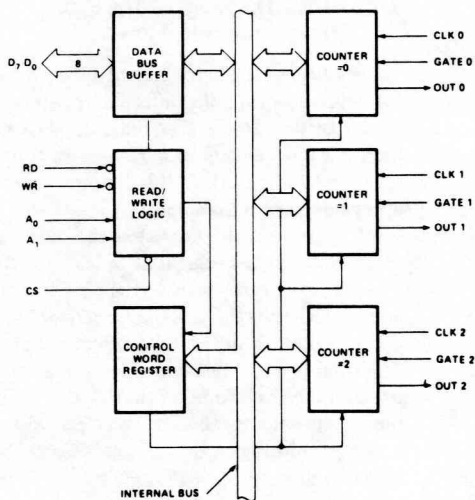 DATA
BUS
BUFFER
D7 D0
8
COUNTER
=0
CLK 0
GATE 0
OUT 0
RD
WR
A0
A1
CS
READ/
WRITE
LOGIC
COUNTER
=1
CLK 1
GATE 1
OUT 1
CONTROL
WORD
REGISTER
COUNTER
=2
CLK 2
GATE 2
OUT 2
INTERNAL BUS